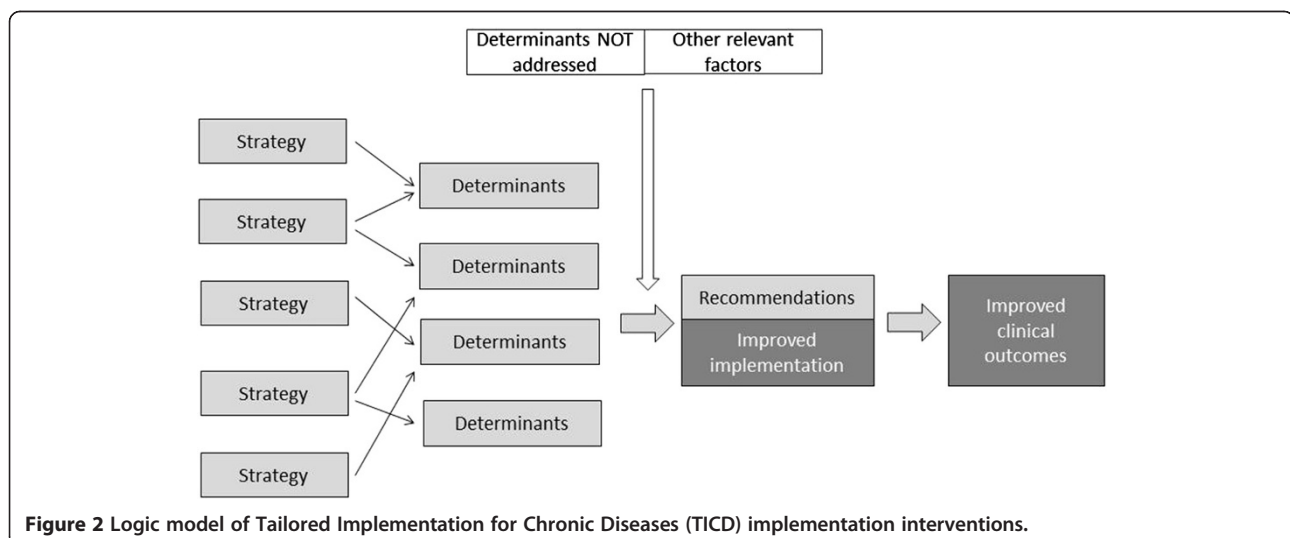 Determinants NOT
addressed
Other relevant
factors
Strategy
Strategy
Strategy
Strategy
Strategy
Determinants
Determinants
Determinants
Determinants
Recommendations
Improved
implementation
Improved
clinical
outcomes
Figure 2 Logic model of Tailored Implementation for Chronic Diseases (TICD) implementation interventions.